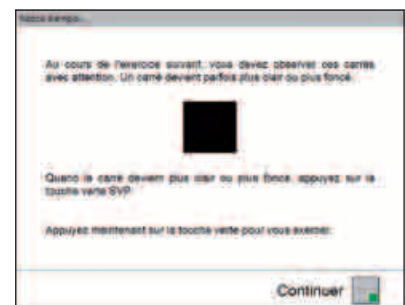 Au cours de l'exercice suivant, vous devez observer ces carrés
avec attention. Un carré devient parfois plus clair ou plus foncé.
Quand le carré devient plus clair ou plus foncé, appuyez sur la
touche verte SVP.
Appuyez maintenant sur la touche verte pour vous exercer.
Continuer